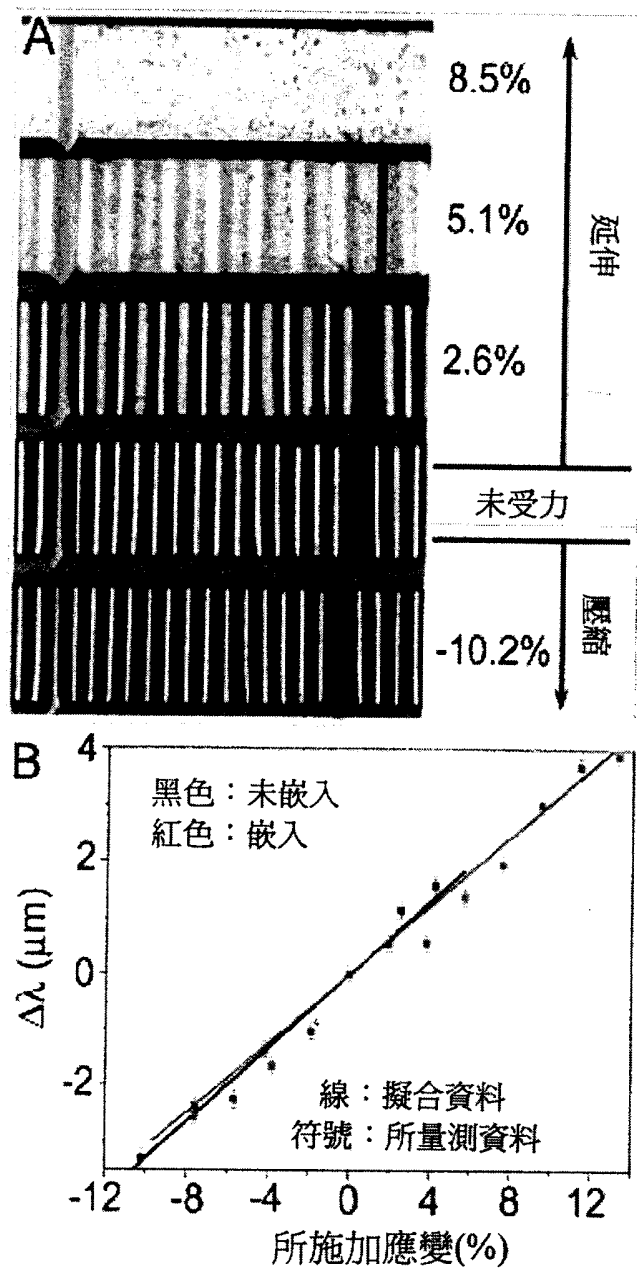 A
8.5%
5.1%
延伸
2.6%
未受力
壓縮
-10.2%
B
黑色：未嵌入
紅色：嵌入
4
2
0
-2
Δλ (μm)
線：擬合資料
符號：所量測資料
-12 -8 -4 0 4 8 12
所施加應變(%)